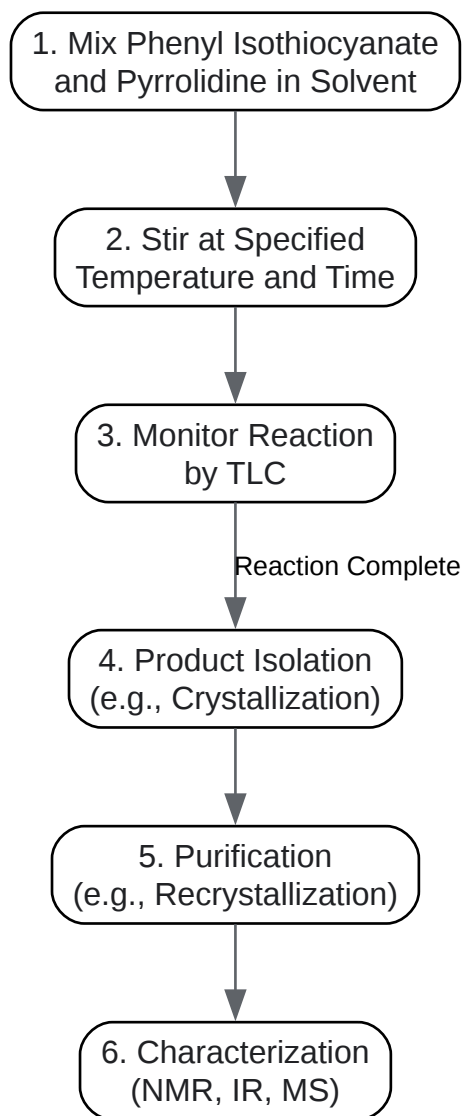 1. Mix Phenyl Isothiocyanate
and Pyrrolidine in Solvent
2. Stir at Specified
Temperature and Time
3. Monitor Reaction
by TLC
Reaction Complete
4. Product Isolation
(e.g., Crystallization)
5. Purification
(e.g., Recrystallization)
6. Characterization
(NMR, IR, MS)